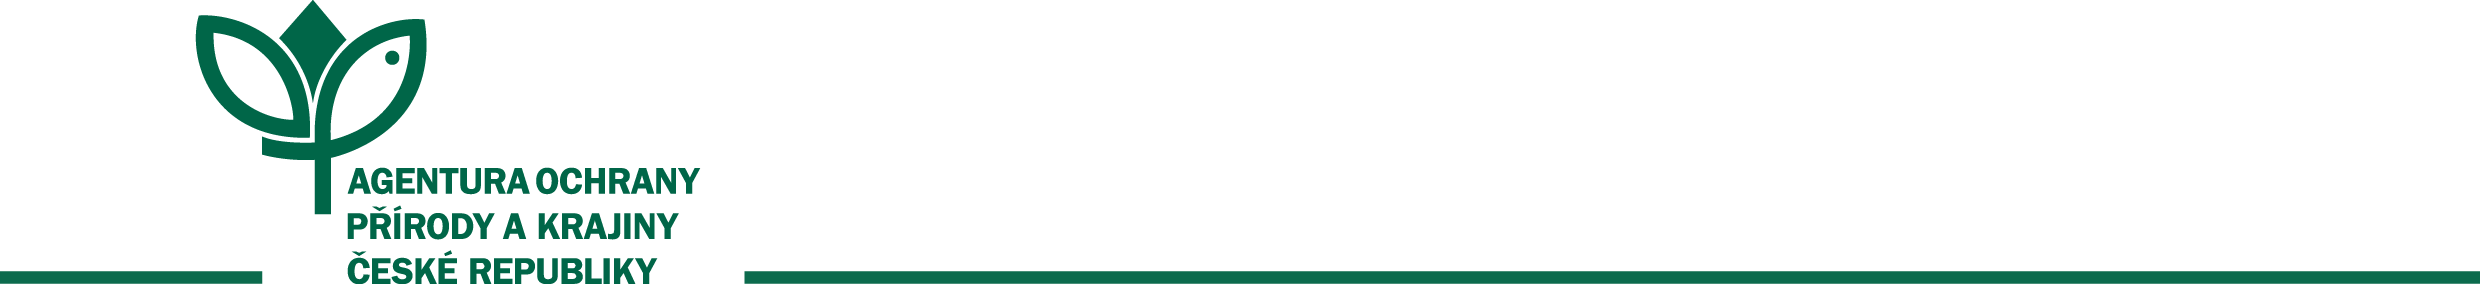 AGENTURA OCHRANY
PŘÍRODY A KRAJINY
ČESKÉ REPUBLIKY